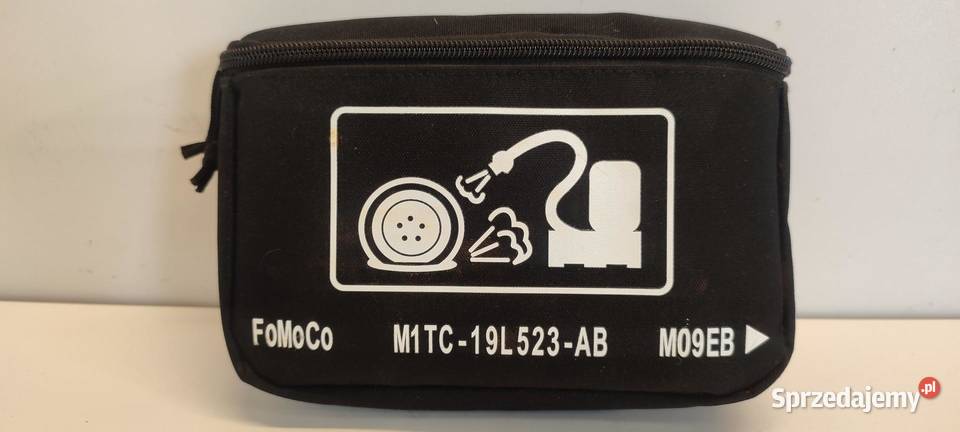 FoMoCo M1TC-19L523-AB M09EB
Sprzedajemy.pl